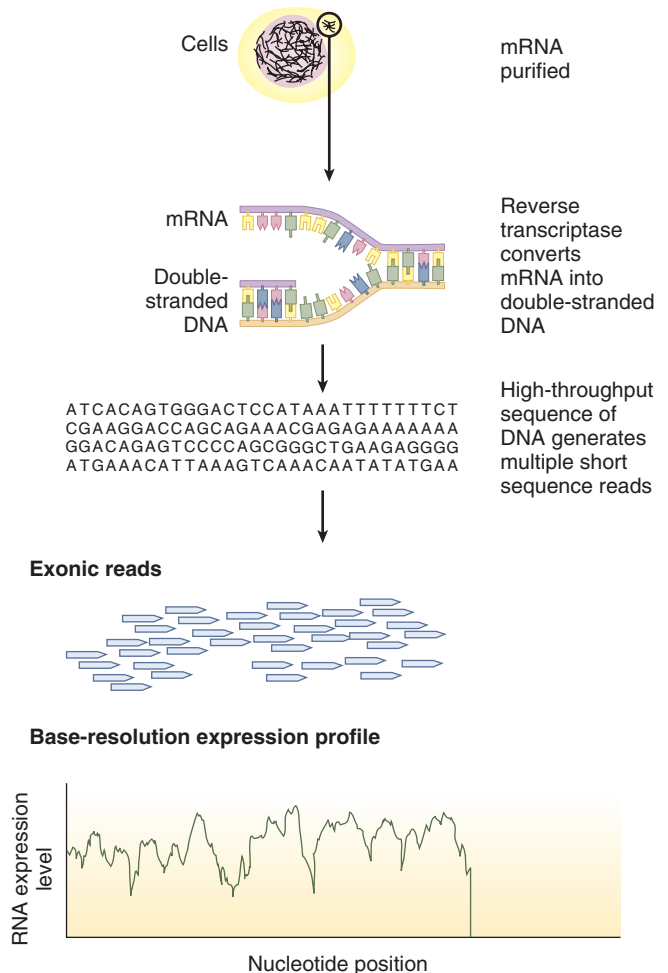 Cells
mRNA
purified
mRNA
Double-
stranded
DNA
Reverse
transcriptase
converts
mRNA into
double-stranded
DNA
ATCACAGTGGGACTCCATAAATTTTTTTCT
CGAAGGACCAGCAGAAACGAGAGAAAAAAA
GGACAGAGTCCCCAGCGGGCTGAAGAGGGG
ATGAAACATTAAAGTCAAACAATATATGAA
High-throughput
sequence of
DNA generates
multiple short
sequence reads
Exonic reads
Base-resolution expression profile
RNA expression
level
Nucleotide position